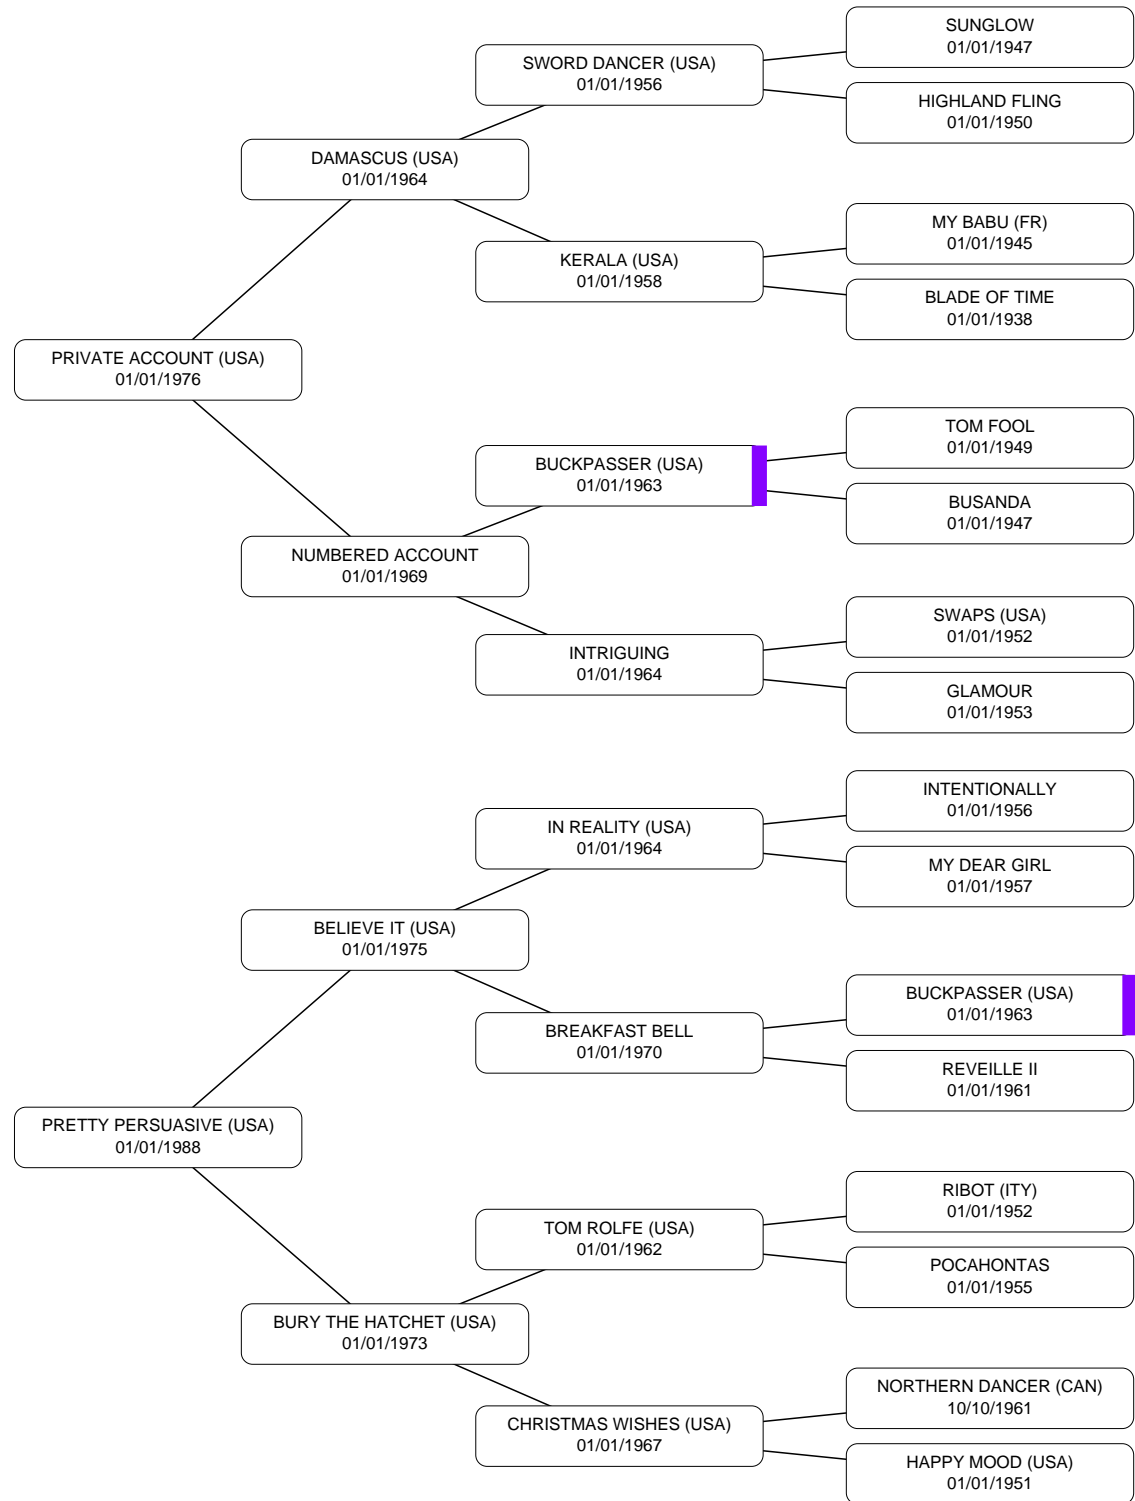 SUNGLOW
01/01/1947
SWORD DANCER (USA)
01/01/1956
HIGHLAND FLING
01/01/1950
DAMASCUS (USA)
01/01/1964
MY BABU (FR)
01/01/1945
KERALA (USA)
01/01/1958
BLADE OF TIME
01/01/1938
PRIVATE ACCOUNT (USA)
01/01/1976
TOM FOOL
01/01/1949
BUCKPASSER (USA)
01/01/1963
BUSANDA
01/01/1947
NUMBERED ACCOUNT
01/01/1969
SWAPS (USA)
01/01/1952
INTRIGUING
01/01/1964
GLAMOUR
01/01/1953
INTENTIONALLY
01/01/1956
IN REALITY (USA)
01/01/1964
MY DEAR GIRL
01/01/1957
BELIEVE IT (USA)
01/01/1975
BUCKPASSER (USA)
01/01/1963
BREAKFAST BELL
01/01/1970
REVEILLE II
01/01/1961
PRETTY PERSUASIVE (USA)
01/01/1988
RIBOT (ITY)
01/01/1952
TOM ROLFE (USA)
01/01/1962
POCAHONTAS
01/01/1955
BURY THE HATCHET (USA)
01/01/1973
NORTHERN DANCER (CAN)
10/10/1961
CHRISTMAS WISHES (USA)
01/01/1967
HAPPY MOOD (USA)
01/01/1951